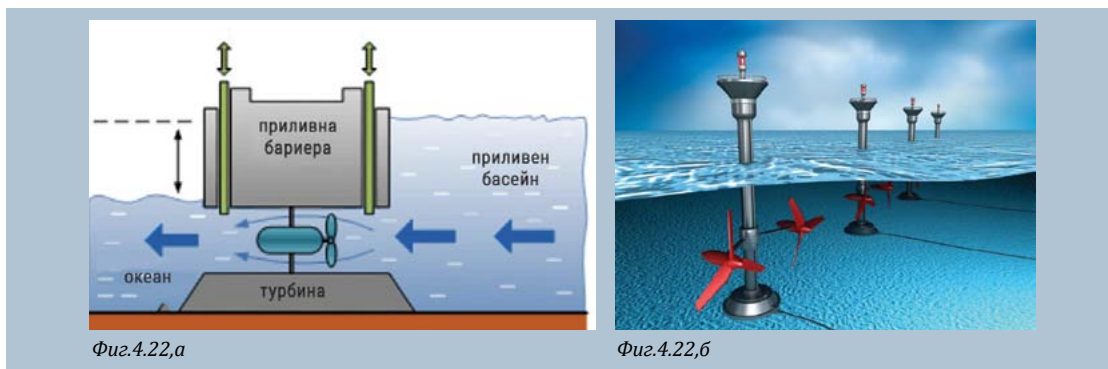 приливна
бариера
приливен
басейн
океан
турбина
Фиг.4.22,а
Фиг.4.22,б